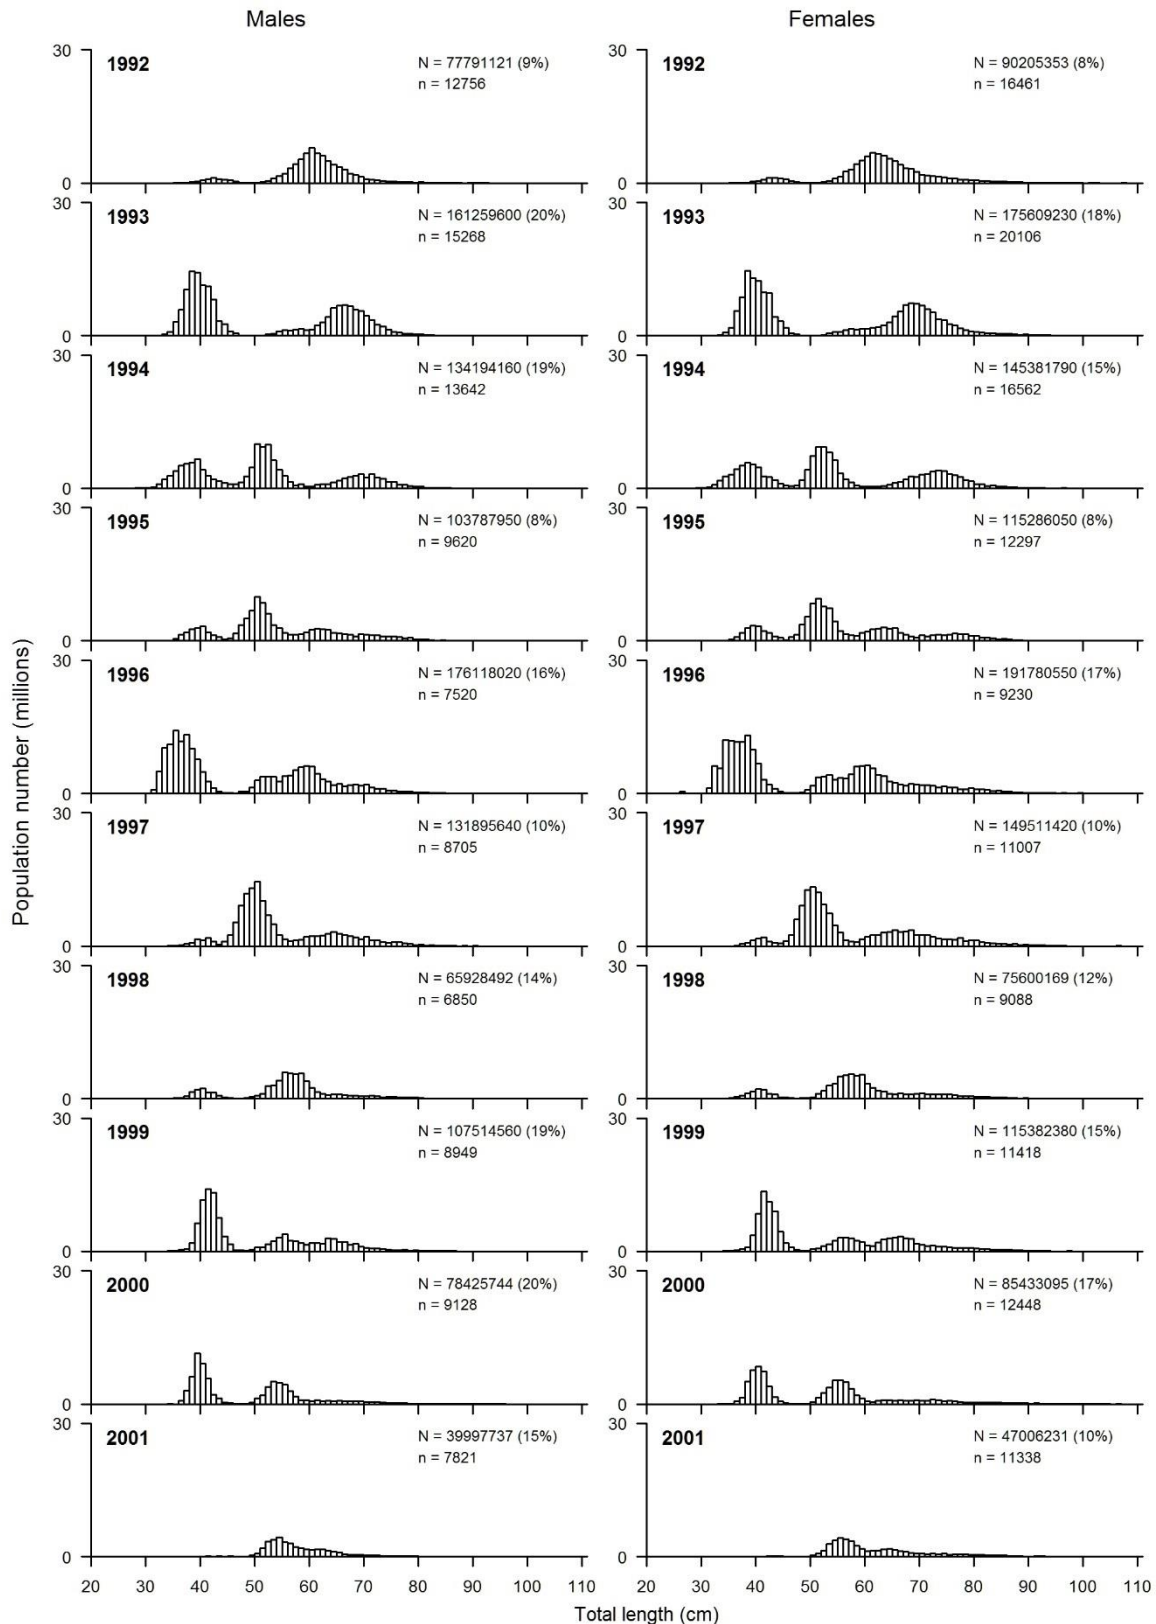 Males
Females
30
1992
N = 77791121 (9%)
n = 12756
0
1992
N = 90205353 (8%)
n = 16461
0
30
1993
N = 161259600 (20%)
n = 15268
0
30
1993
N = 175609230 (18%)
n = 20106
0
30
1994
N = 134194160 (19%)
n = 13642
0
30
1994
N = 145381790 (15%)
n = 16562
0
30
1995
N = 103787950 (8%)
n = 9620
0
30
1995
N = 115286050 (8%)
n = 12297
0
30
1996
N = 176118020 (16%)
n = 7520
0
30
1996
N = 191780550 (17%)
n = 9230
0
30
1997
N = 131895640 (10%)
n = 8705
0
30
1997
N = 149511420 (10%)
n = 11007
0
30
1998
N = 65928492 (14%)
n = 6850
0
30
1998
N = 75600169 (12%)
n = 9088
0
30
1999
N = 107514560 (19%)
n = 8949
0
30
1999
N = 115382380 (15%)
n = 11418
0
30
2000
N = 78425744 (20%)
n = 9128
0
30
2000
N = 85433095 (17%)
n = 12448
0
30
2001
N = 39997737 (15%)
n = 7821
0
30
2001
N = 47006231 (10%)
n = 11338
0
20 30 40 50 60 70 80 90 100 110
20 30 40 50 60 70 80 90 100 110
Population number (millions)
Total length (cm)